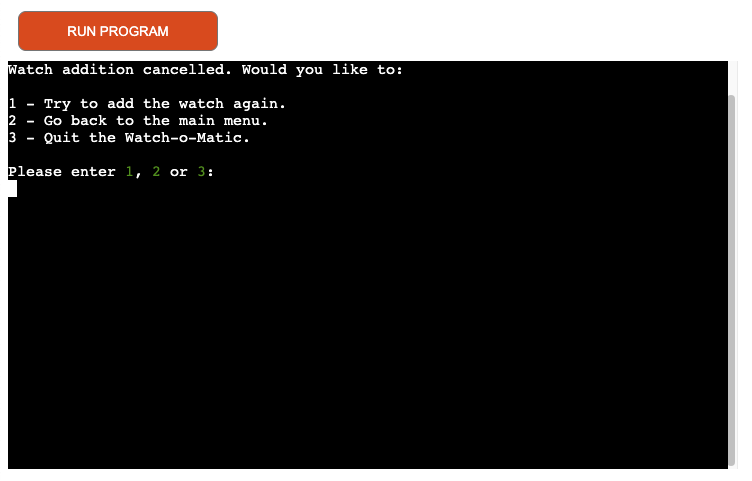 RUN PROGRAM
Watch addition cancelled. Would you like to:
1 - Try to add the watch again.
2 - Go back to the main menu.
3 - Quit the Watch-o-Matic.
Please enter 1, 2 or 3: